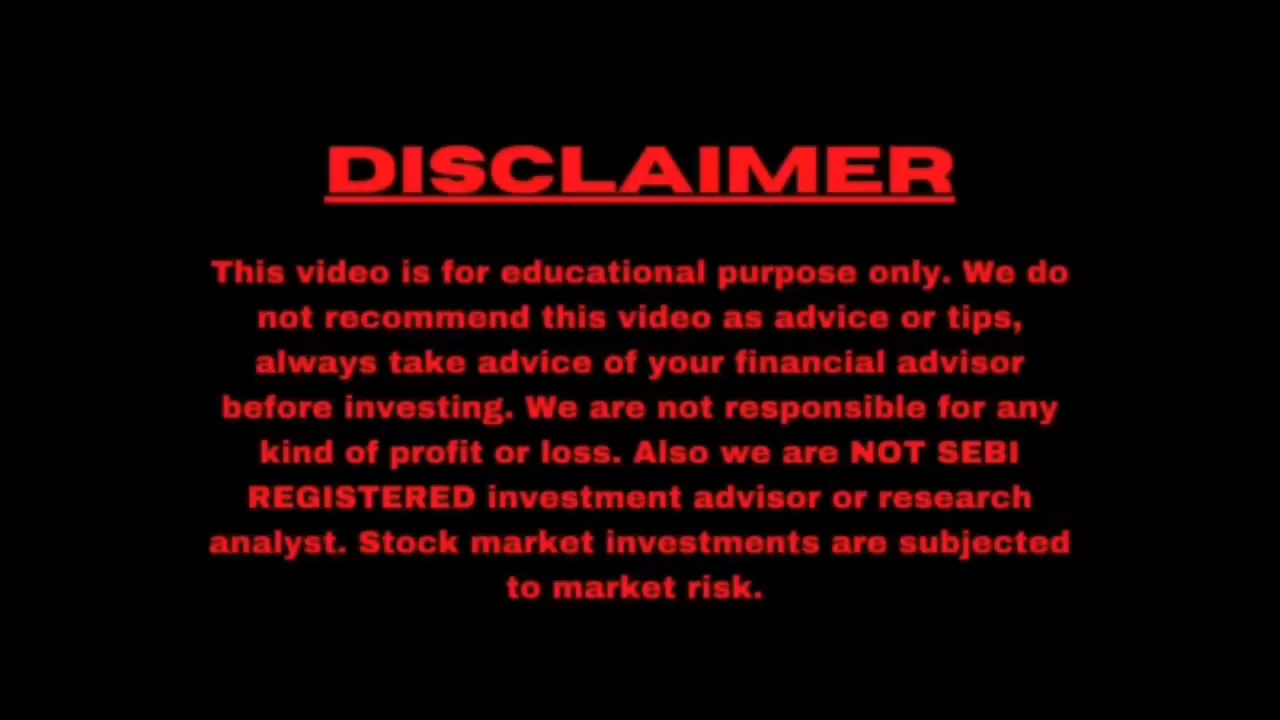 DISCLAIMER
This video is for educational purpose only. We do
not recommend this video as advice or tips,
always take advice of your financial advisor
before investing. We are not responsible for any
kind of profit or loss. Also we are NOT SEBI
REGISTERED investment advisor or research
analyst. Stock market investments are subjected
to market risk.